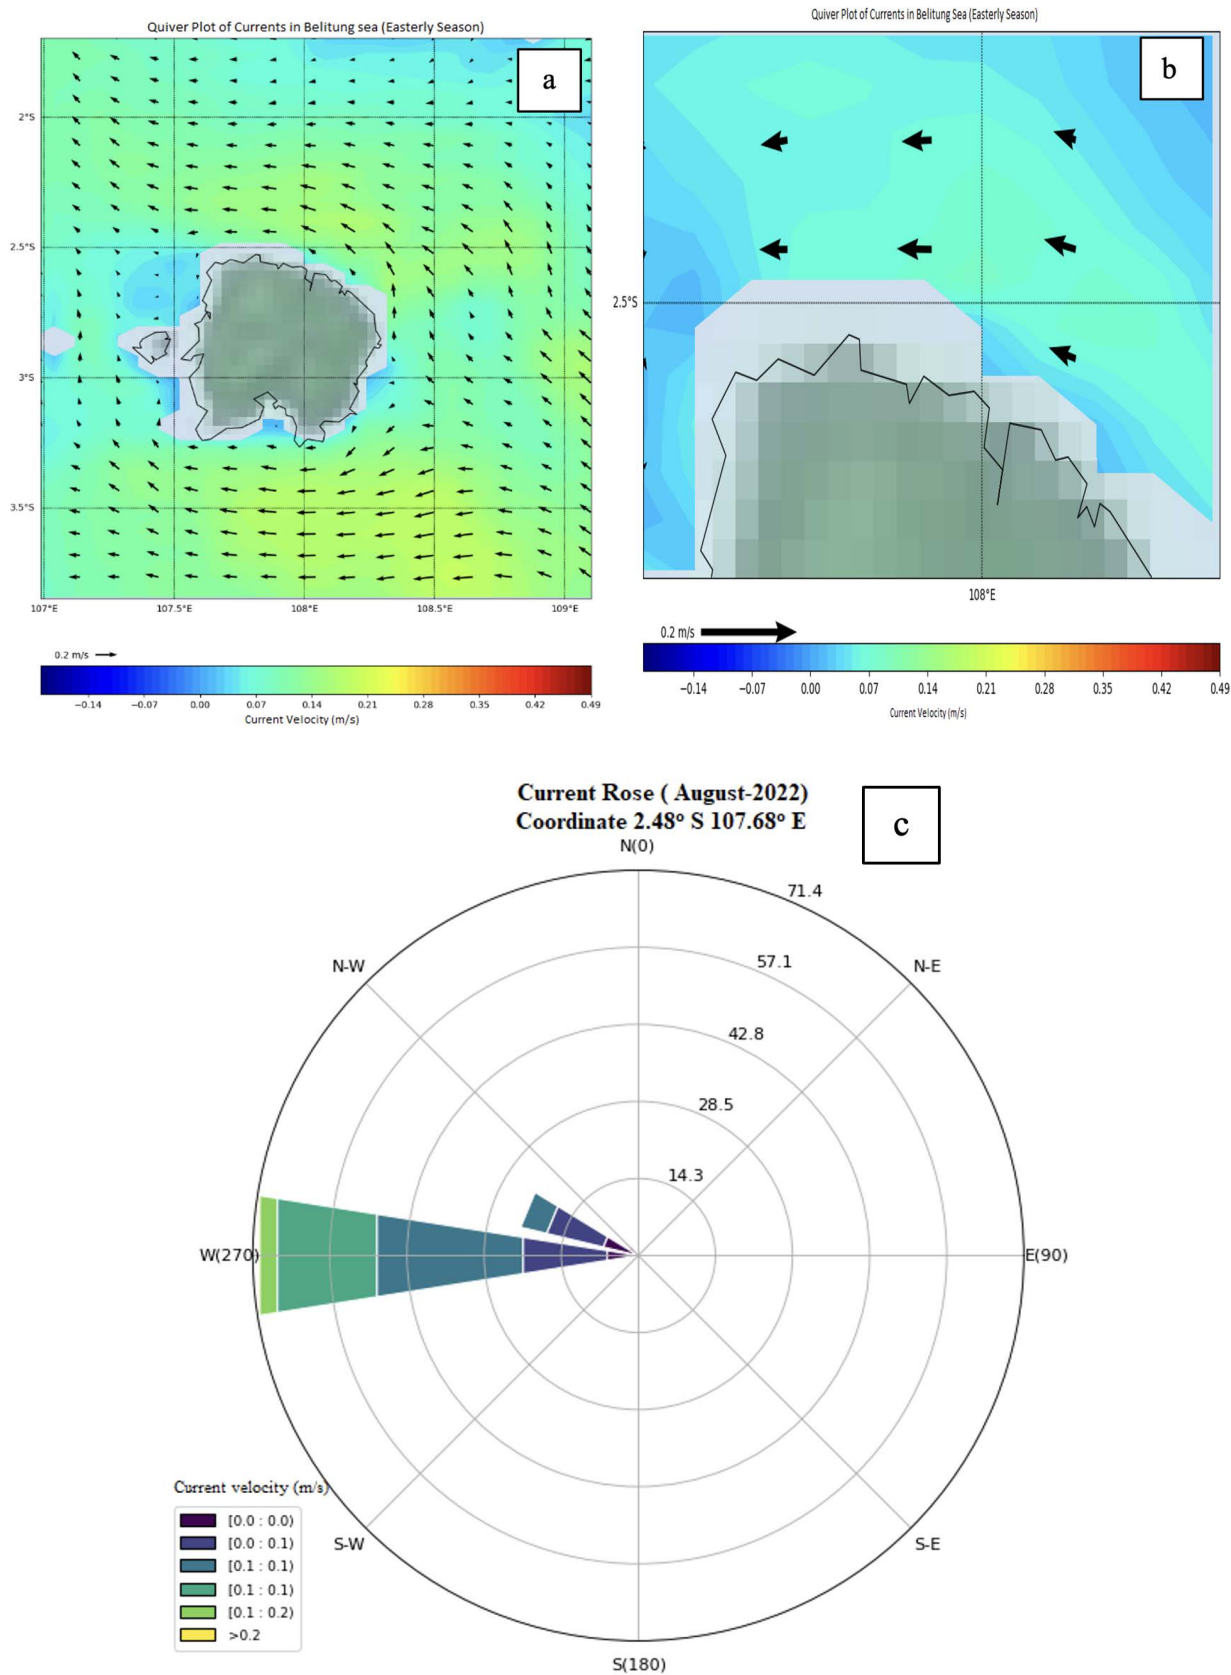 Quiver Plot of Currents in Belitung sea (Easterly Season)
a
2°S
2.5°S
3°S
3.5°S
107°E 107.5°E 108°E 108.5°E 109°E
0.2 m/s
−0.14 −0.07 0.00 0.07 0.14 0.21 0.28 0.35 0.42 0.49
Current Velocity (m/s)
Quiver Plot of Currents in Belitung Sea (Easterly Season)
b
2.5°S
108°E
0.2 m/s
−0.14 −0.07 0.00 0.07 0.14 0.21 0.28 0.35 0.42 0.49
Current Velocity (m/s)
Current Rose ( August-2022)
Coordinate 2.48° S 107.68° E
c
N(0)
71.4
57.1
N-W
N-E
42.8
28.5
14.3
W(270)
E(90)
Current velocity (m/s)
[0.0 : 0.0)
[0.0 : 0.1)
[0.1 : 0.1)
[0.1 : 0.1)
[0.1 : 0.2)
>0.2
S-W
S-E
S(180)